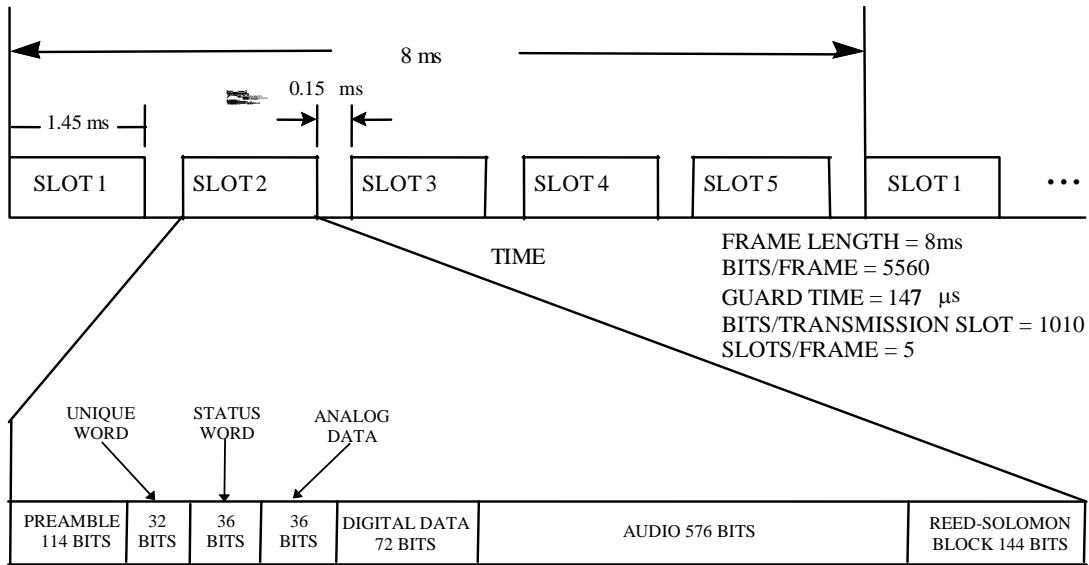 8 ms
0.15 ms
1.45 ms
SLOT 1
SLOT 2
SLOT 3
SLOT 4
SLOT 5
SLOT 1
...
TIME
FRAME LENGTH = 8ms
BITS/FRAME = 5560
GUARD TIME = 147 μs
BITS/TRANSMISSION SLOT = 1010
SLOTS/FRAME = 5
UNIQUE
WORD
STATUS
WORD
ANALOG
DATA
PREAMBLE
114 BITS
32
BITS
36
BITS
36
BITS
DIGITAL DATA
72 BITS
AUDIO 576 BITS
REED-SOLOMON
BLOCK 144 BITS